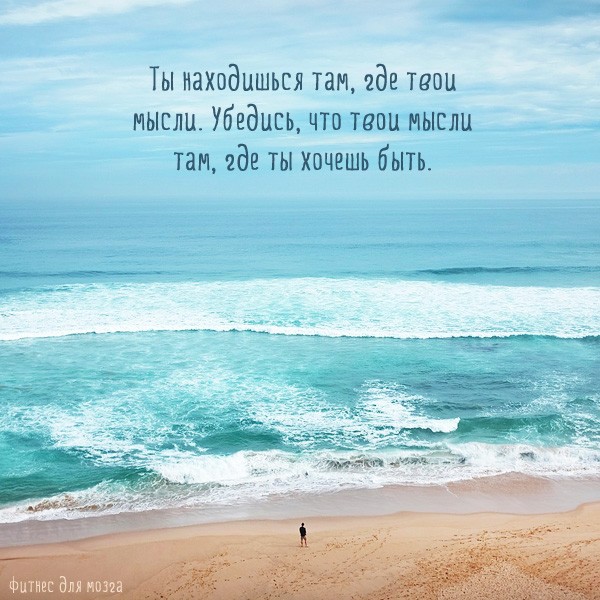 Ты находишься там, где твои
мысли. Убедись, что твои мысли
там, где ты хочешь быть.
Фитнес для мозга